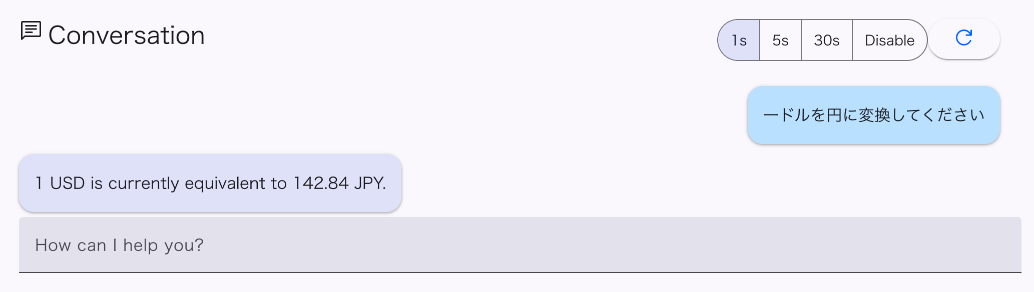 Conversation
1s 5s 30s Disable
一ドルを円に変換してください
1 USD is currently equivalent to 142.84 JPY.
How can I help you?